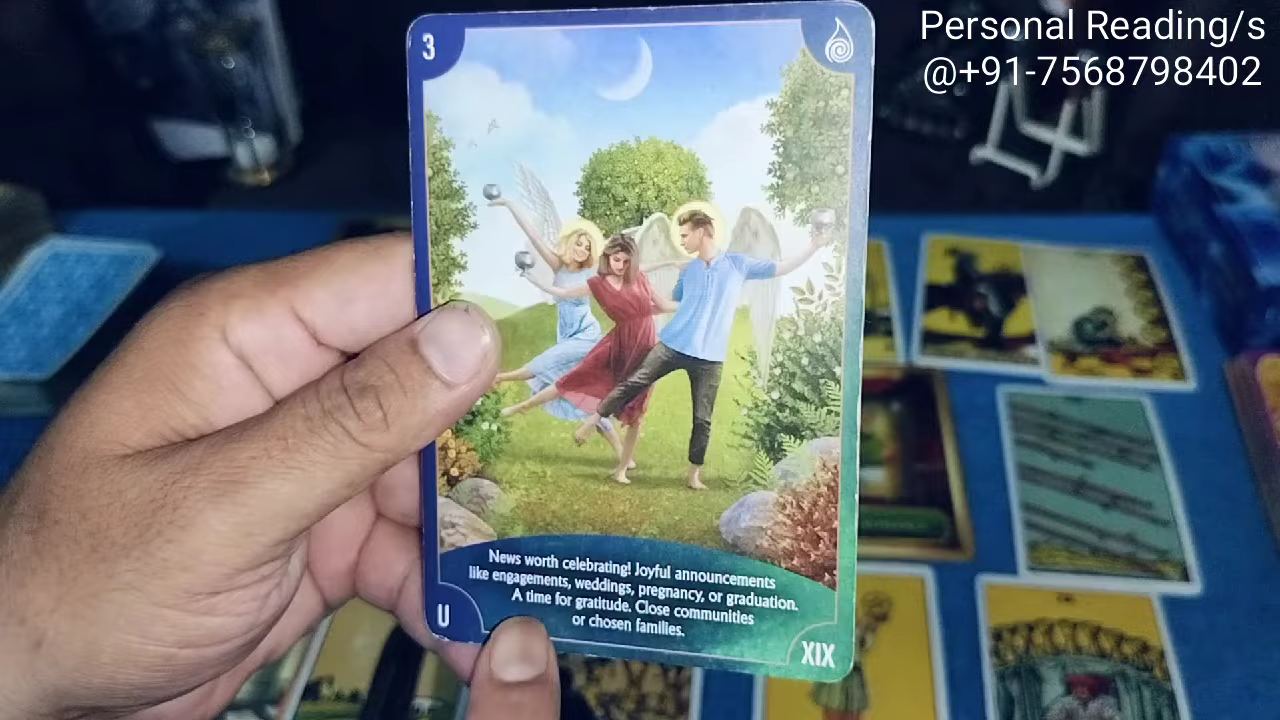 Personal Reading/s
@+91-7568798402
3
News worth celebrating! Joyful announcements
like engagements, weddings, pregnancy, or graduation.
A time for gratitude. Close communities
or chosen families.
U
XIX